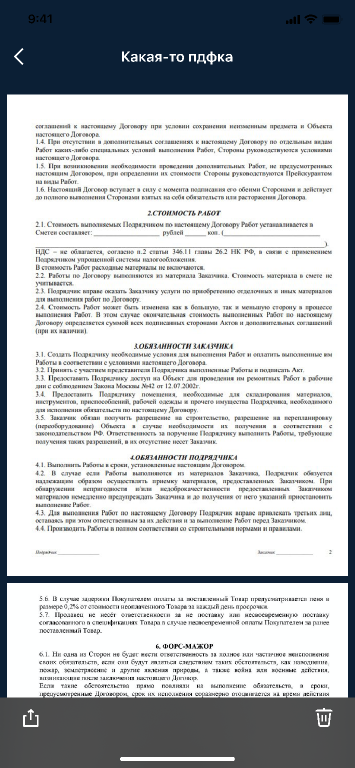 9:41
Какая-то пдфка
соглашений к настоящему Договору при условии сохранения неизменным предмета и Объекта
настоящего Договора.
1.4. При отсутствии в дополнительных соглашениях к настоящему Договору по отдельным видам
Работ каких-либо специальных условий выполнения Работ, Стороны руководствуются условиями
настоящего Договора.
1.5. При возникновении необходимости проведения дополнительных Работ, не предусмотренных
настоящим Договором, при определении их стоимости Стороны руководствуются Прейскурантом
на виды Работ.
1.6. Настоящий Договор вступает в силу с момента подписания его обеими Сторонами и действует
до полного выполнения Сторонами взятых на себя обязательств или расторжения Договора.
2.СТОИМОСТЬ РАБОТ
2.1. Стоимость выполняемых Подрядчиком по настоящему Договору Работ устанавливается в
Сметеи составляет: ____________ рублей ______ коп. (____________
____________).
НДС – не облагается, согласно п.2 статьи 346.11 главы 26.2 НК РФ, в связи с применением
Подрядчиком упрощенной системы налогообложения.
В стоимость Работ расходные материалы не включаются.
2.2. Работы по Договору выполняются из материала Заказчика. Стоимость материала в смете не
учитывается.
2.3. Подрядчик вправе оказать Заказчику услуги по приобретению отделочных и иных материалов
для выполнения работ по Договору.
2.4. Стоимость Работ может быть изменена как в большую, так и меньшую сторону в процессе
выполнения Работ. В этом случае окончательная стоимость выполненных Работ по настоящему
Договору определяется суммой всех подписанных сторонами Актов и дополнительных соглашений
(при их наличии).
3.ОБЯЗАННОСТИ ЗАКАЗЧИКА
3.1. Создать Подрядчику необходимые условия для выполнения Работ и оплатить выполненные им
Работы в соответствии с условиями настоящего Договора.
3.2. Принять с участием представителя Подрядчика выполненные Работы и подписать Акт.
3.3. Предоставить Подрядчику доступ на Объект для проведения им ремонтных Работ в рабочие
дни с соблюдением Закона Москвы №42 от 12.07.2002г.
3.4. Предоставить Подрядчику помещения, необходимые для складирования материалов,
инструментов, приспособлений, рабочей одежды и прочего имущества Подрядчика, необходимого
для исполнения обязательств по настоящему Договору.
3.5. Заказчик обязан получить разрешение на строительство, разрешение на перепланировку
(переоборудование) Объекта в случае необходимости их получения в соответствии с
законодательством РФ. Ответственность за поручение Подрядчику выполнить Работы, требующие
получения таких разрешений, в их отсутствие несет Заказчик.
4.ОБЯЗАННОСТИ ПОДРЯДЧИКА
4.1. Выполнить Работы в сроки, установленные настоящим Договором.
4.2. В случае если Работы выполняются из материалов Заказчика, Подрядчик обязуется
надлежащим образом осуществить приемку материалов, предоставленных Заказчиком. При
обнаружении непригодности и/или недоброкачественности предоставленных Заказчиком
материалов немедленно предупреждать Заказчика и до получения от него указаний приостановить
выполнение Работ.
4.3. Для выполнения Работ по настоящему Договору Подрядчик вправе привлекать третьих лиц,
оставаясь при этом ответственным за их действия и за выполнение Работ перед Заказчиком.
4.4. Производить Работы в полном соответствии со строительными нормами и правилами.
Подрядчик____________ Заказчик____________ 2
5.6. В случае задержки Покупателем оплаты за поставленный Товар предусматривается пеня в
размере 0,2% от стоимости неоплаченного Товара за каждый день просрочки.
5.7. Продавец не несёт ответственности за не поставку или несвоевременную поставку
согласованного в спецификациях Товара в случае несвоевременной оплаты Покупателем за ранее
поставленный Товар.
6. ФОРС-МАЖОР
6.1. Ни одна из Сторон не будет нести ответственность за полное или частичное неисполнение
своих обязательств, если они будут являться следствием таких обстоятельств, как наводнение,
пожар, землетрясение и другие явления природы, а также война или военные действия,
возникшие после заключения настоящего Договора.
Если такие обстоятельства прямо повлияли на выполнение обязательств, в сроки,
предусмотренные Договором, срок их исполнения соразмерно отодвигается на время действия